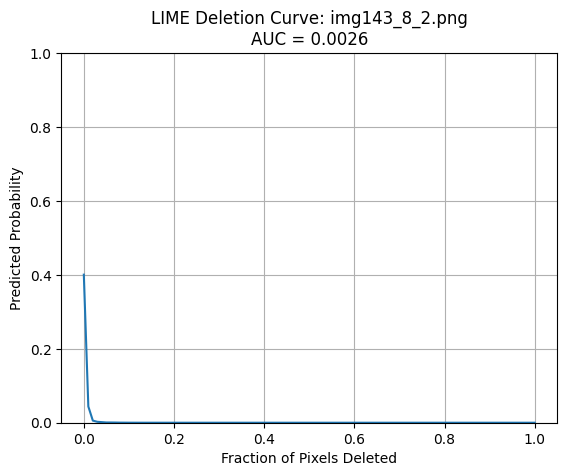 LIME Deletion Curve: img143_8_2.png
AUC = 0.0026
1.0
0.8
0.6
0.4
0.2
0.0
Predicted Probability
0.0 0.2 0.4 0.6 0.8 1.0
Fraction of Pixels Deleted